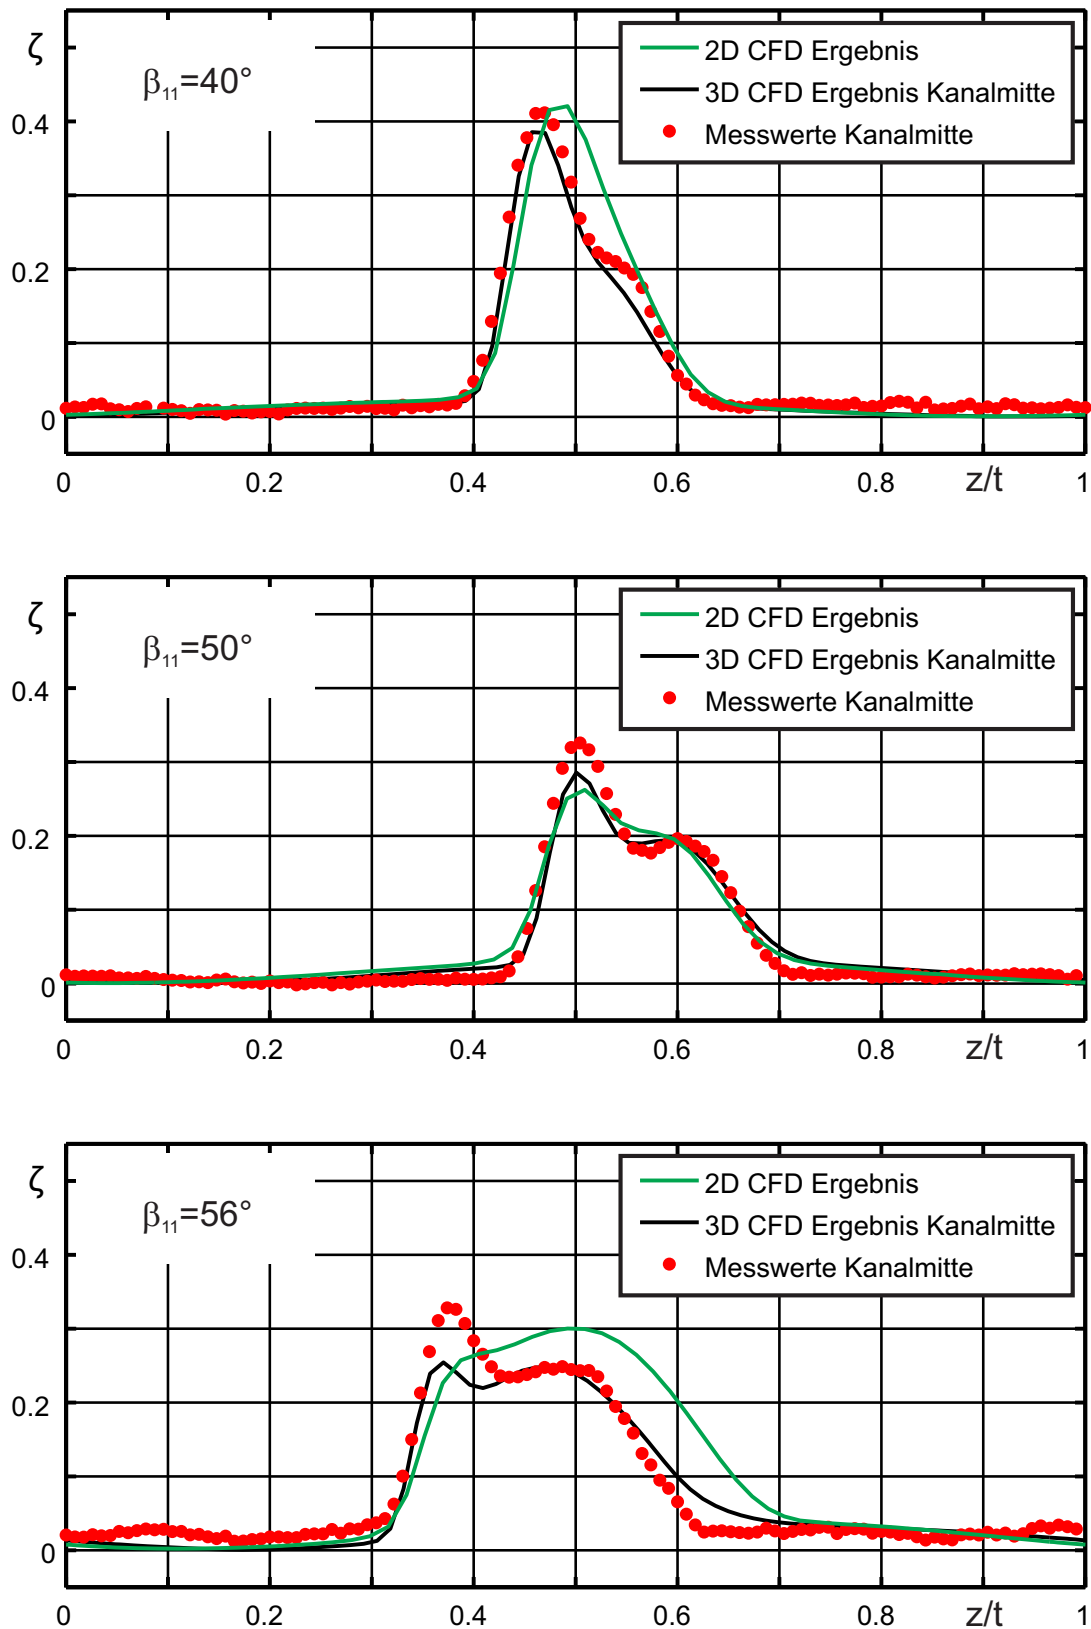 ζ
β₁₁=40°
2D CFD Ergebnis
3D CFD Ergebnis Kanalmitte
Messwerte Kanalmitte
0.4
0.2
0
0 0.2 0.4 0.6 0.8 z/t 1
ζ
β₁₁=50°
2D CFD Ergebnis
3D CFD Ergebnis Kanalmitte
Messwerte Kanalmitte
0.4
0.2
0
0 0.2 0.4 0.6 0.8 z/t 1
ζ
β₁₁=56°
2D CFD Ergebnis
3D CFD Ergebnis Kanalmitte
Messwerte Kanalmitte
0.4
0.2
0
0 0.2 0.4 0.6 0.8 z/t 1